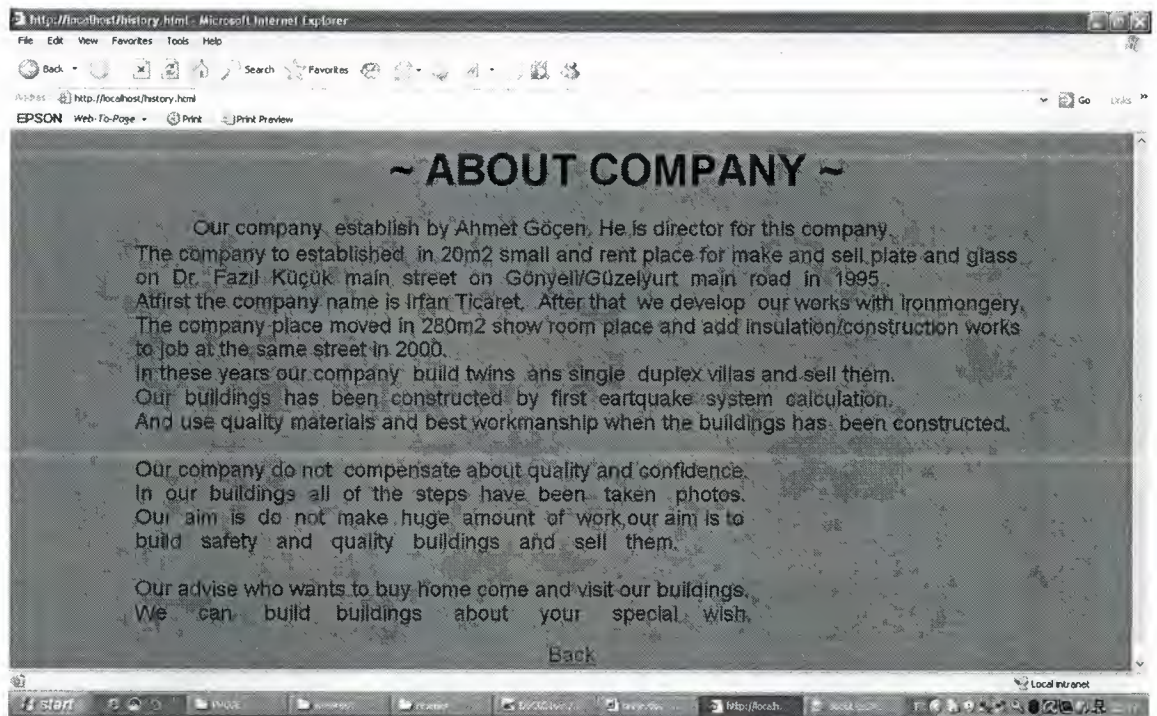 http://localhost/history.html - Microsoft Internet Explorer
File Edit View Favorites Tools Help
Back Search Favorites
Address http://localhost/history.html Go Links »
EPSON Web-To-Page Print Print Preview
~ ABOUT COMPANY ~
Our company establish by Ahmet Göçen. He is director for this company.
The company to established in 20m2 small and rent place for make and sell plate and glass
on Dr. Fazıl Küçük main street on Gönyeli/Güzelyurt main road in 1995.
Atfirst the company name is Irfan Ticaret. After that we develop our works with ironmongery.
The company place moved in 280m2 show room place and add insulation/construction works
to job at the same street in 2000.
In these years our company build twins ans single duplex villas and sell them.
Our buildings has been constructed by first eartquake system calculation.
And use quality materials and best workmanship when the buildings has been constructed.
Our company do not compensate about quality and confidence.
In our buildings all of the steps have been taken photos.
Our aim is do not make huge amount of work,our aim is to
build safety and quality buildings and sell them.
Our advise who wants to buy home come and visit our buildings.
We can build buildings about your special wish.
Back
Local intranet
start http://localh..